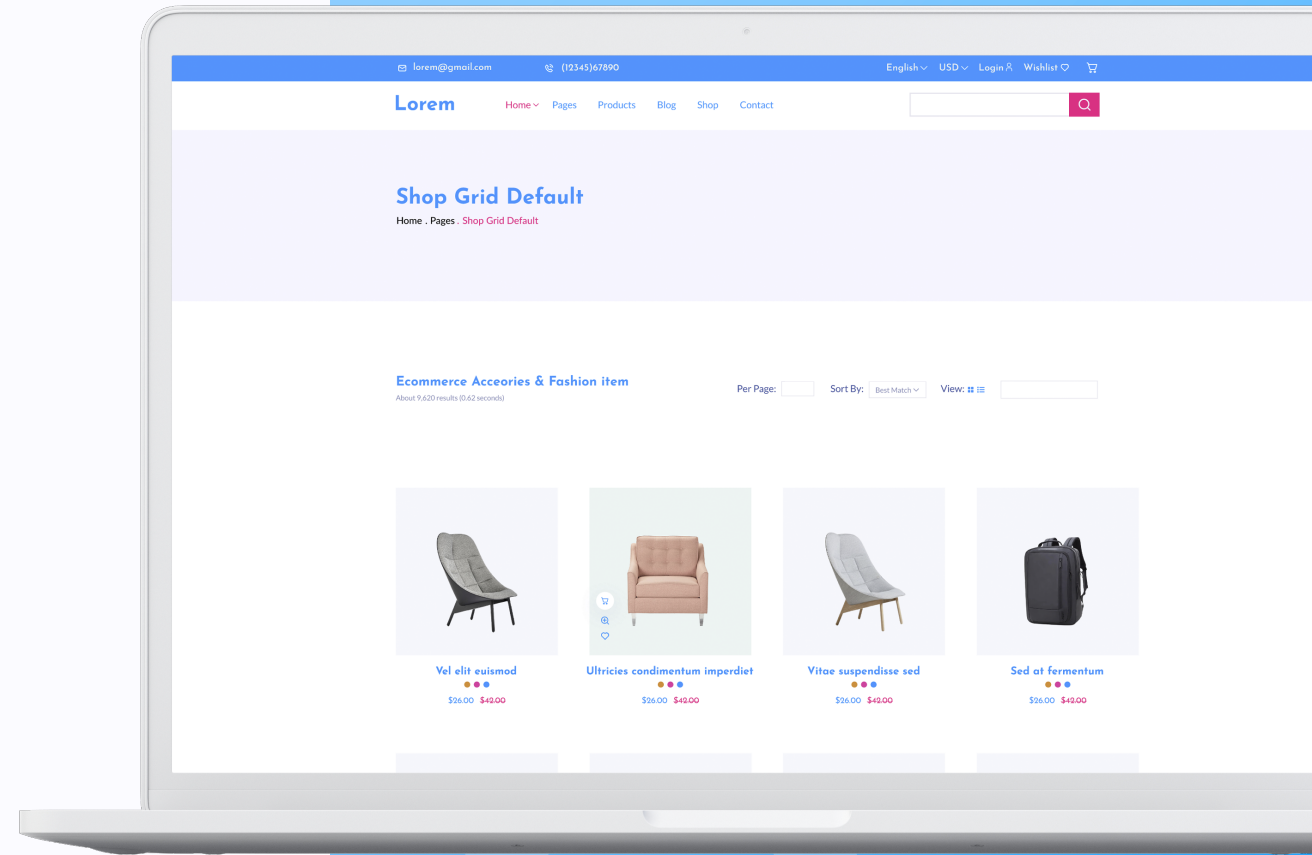 lorem@gmail.com (12345)67890 English USD Login Wishlist
Lorem Home Pages Products Blog Shop Contact
Shop Grid Default
Home . Pages . Shop Grid Default
Ecommerce Acceories & Fashion item
About 9,620 results (0.62 seconds)
Per Page: Sort By: Best Match View:
Vel elit euismod
$26.00 $42.00
Ultricies condimentum imperdiet
$26.00 $42.00
Vitae suspendisse sed
$26.00 $42.00
Sed at fermentum
$26.00 $42.00